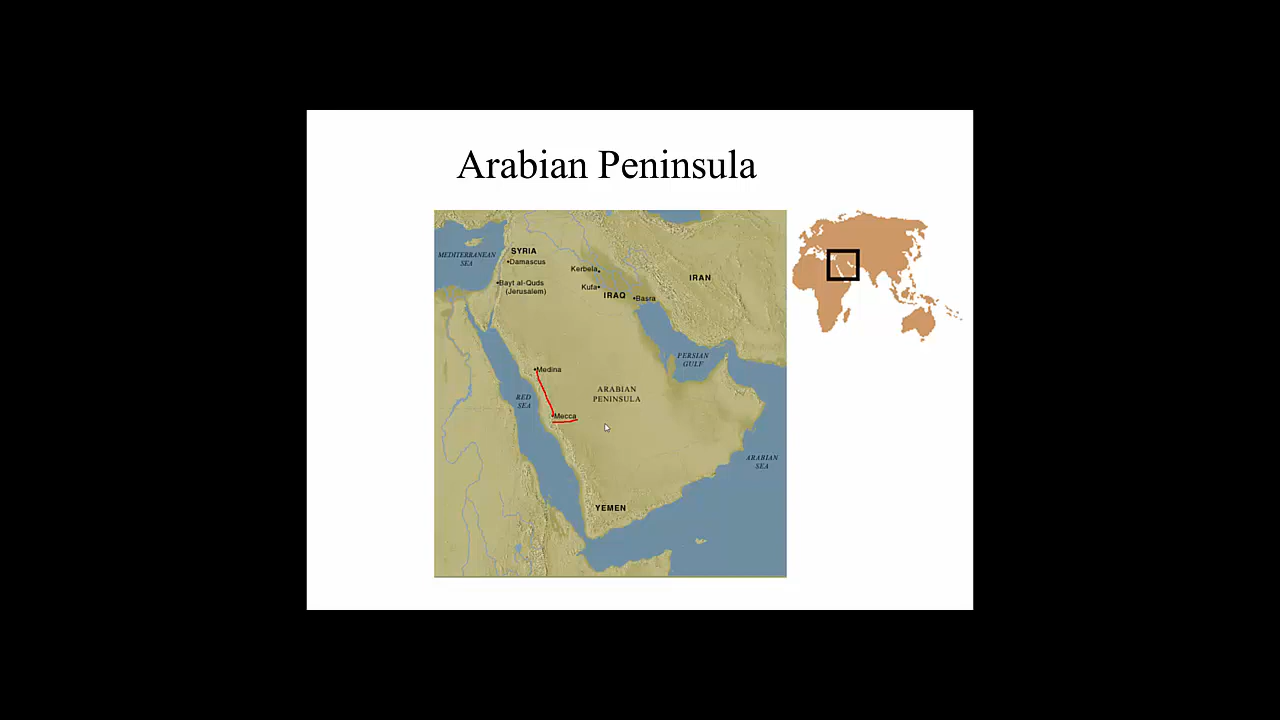 Arabian Peninsula
MEDITERRANEAN
SEA
SYRIA
Damascus
Bayt al-Quds
(Jerusalem)
Kerbela
Kufa
IRAQ
Basra
IRAN
PERSIAN
GULF
Medina
RED
SEA
ARABIAN
PENINSULA
Mecca
ARABIAN
SEA
YEMEN